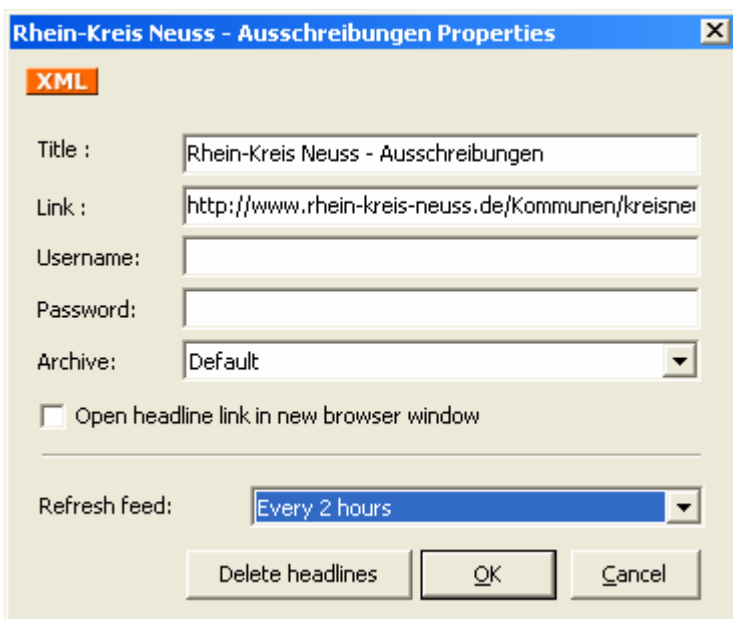 Rhein-Kreis Neuss - Ausschreibungen Properties
XML
Title : Rhein-Kreis Neuss - Ausschreibungen
Link : http://www.rhein-kreis-neuss.de/Kommunen/kreisneu
Username:
Password:
Archive: Default
Open headline link in new browser window
Refresh feed: Every 2 hours
Delete headlines OK Cancel